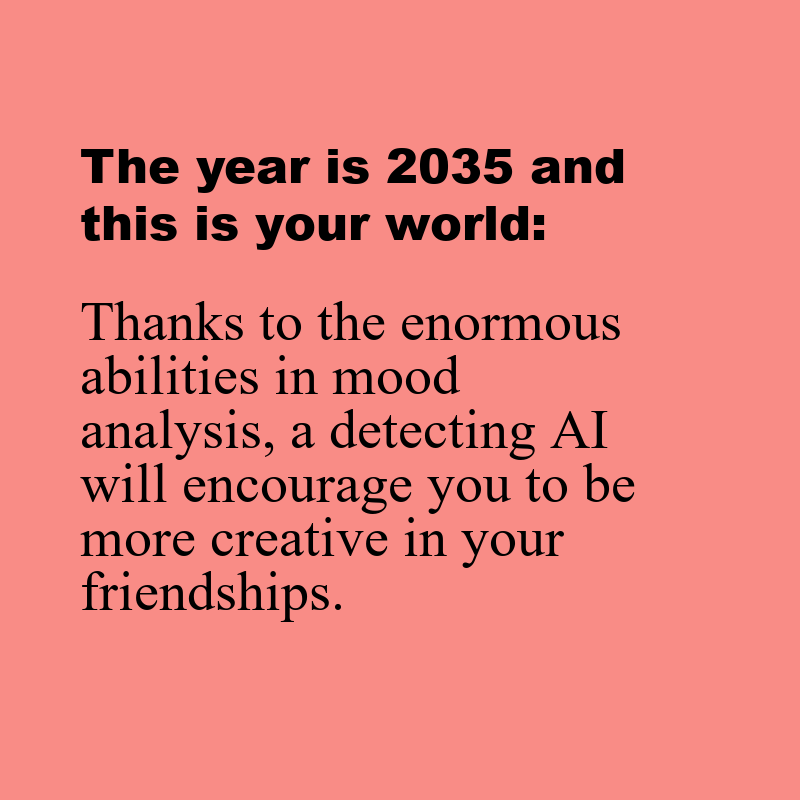 The year is 2035 and
this is your world:
Thanks to the enormous
abilities in mood
analysis, a detecting AI
will encourage you to be
more creative in your
friendships.